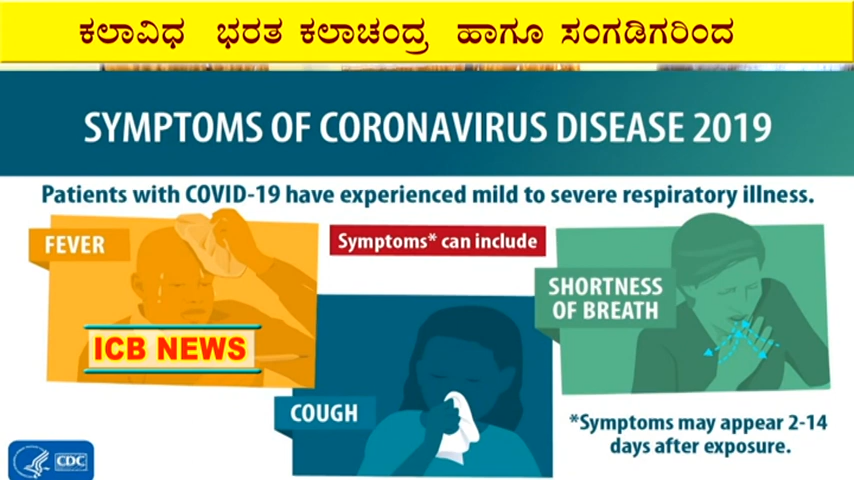 ಕಲಾವಿಧ ಭರತ ಕಲಾಚಂದ್ರ ಹಾಗೂ ಸಂಗಡಿಗರಿಂದ
SYMPTOMS OF CORONAVIRUS DISEASE 2019
Patients with COVID-19 have experienced mild to severe respiratory illness.
FEVER
Symptoms* can include
SHORTNESS
OF BREATH
ICB NEWS
COUGH
*Symptoms may appear 2-14
days after exposure.
CDC